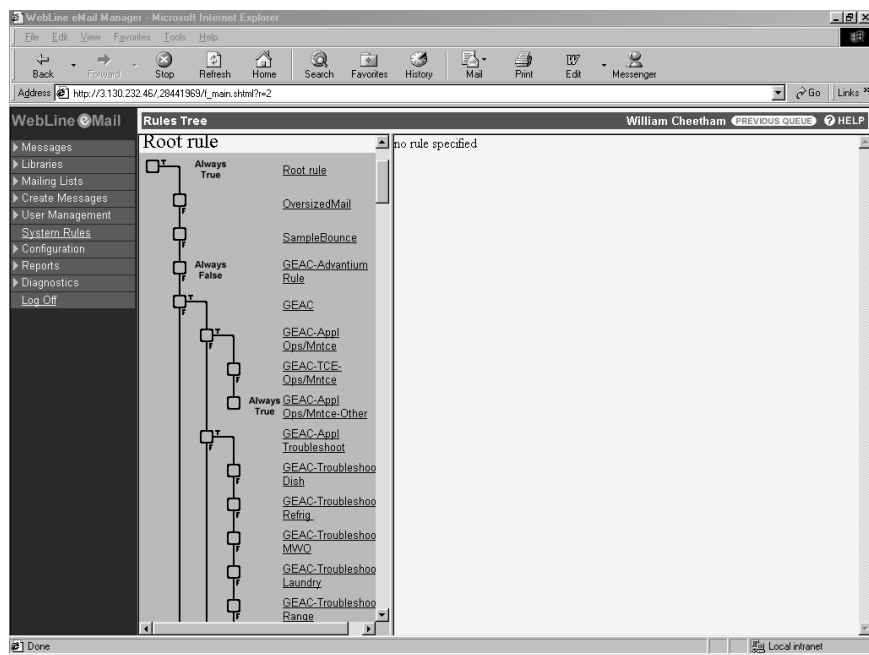 WebLine eMail Manager - Microsoft Internet Explorer
File Edit View Favorites Tools Help
Back Forward Stop Refresh Home Search Favorites History Mail Print Edit Messenger
Address http://3.130.232.46/,28441969/f_main.shtml?r=2 Go Links »
WebLine eMail Rules Tree William Cheetham PREVIOUS QUEUE ? HELP
Messages
Libraries
Mailing Lists
Create Messages
User Management
System Rules
Configuration
Reports
Diagnostics
Log Off
Root rule
T Always
True
Root rule
F
OversizedMail
F
SampleBounce
F Always
False
GEAC-Advantium
Rule
T
F
GEAC
T
F
GEAC-Appl
Ops/Mntce
F
GEAC-TCE-
Ops/Mntce
Always
True
GEAC-Appl
Ops/Mntce-Other
T
F
GEAC-Appl
Troubleshoot
F
GEAC-Troubleshoo
Dish
F
GEAC-Troubleshoo
Refrig
F
GEAC-Troubleshoo
MWO
F
GEAC-Troubleshoo
Laundry
F
GEAC-Troubleshoo
Range
no rule specified
Done Local intranet